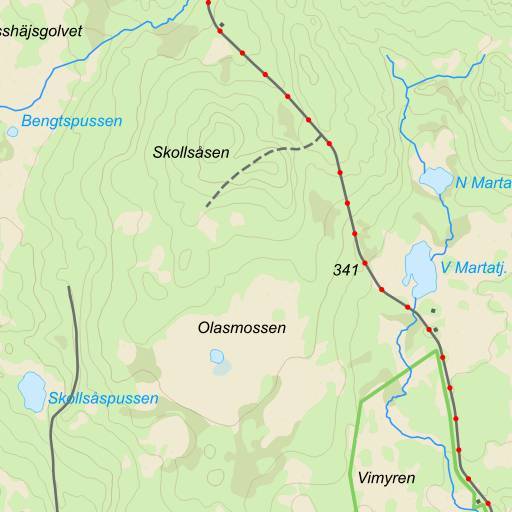 sshäjsgolvet
Bengtspussen
Skollsåsen
N Marta
V Martatj.
341
Olasmossen
Skollsåspussen
Vimyren